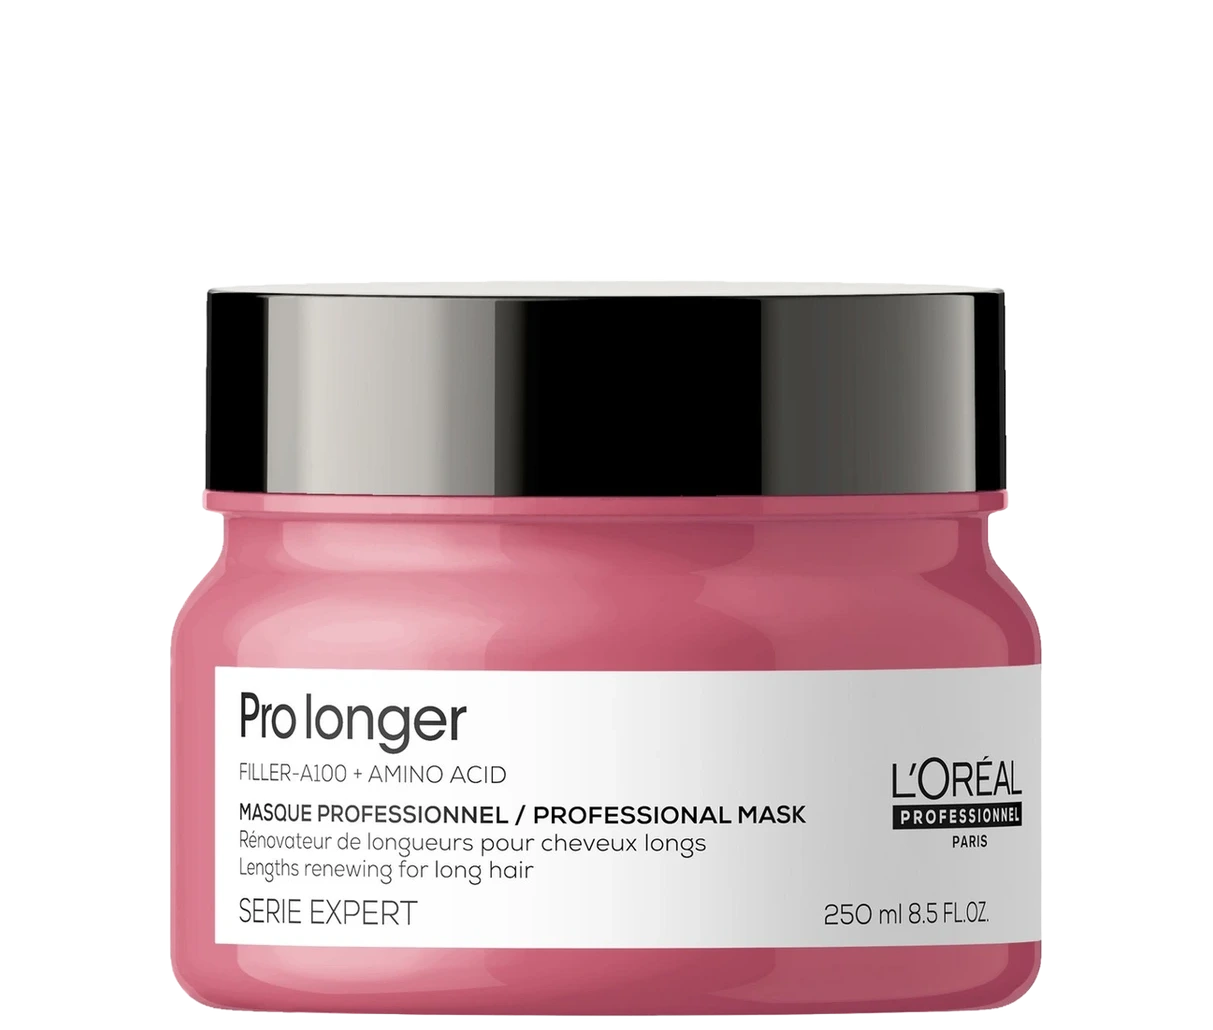 Pro longer
FILLER-A100 + AMINO ACID
MASQUE PROFESSIONNEL / PROFESSIONAL MASK
Rénovateur de longueurs pour cheveux longs
Lengths renewing for long hair
SERIE EXPERT
L'ORÉAL
PROFESSIONNEL
PARIS
250 ml 8.5 FL.OZ.